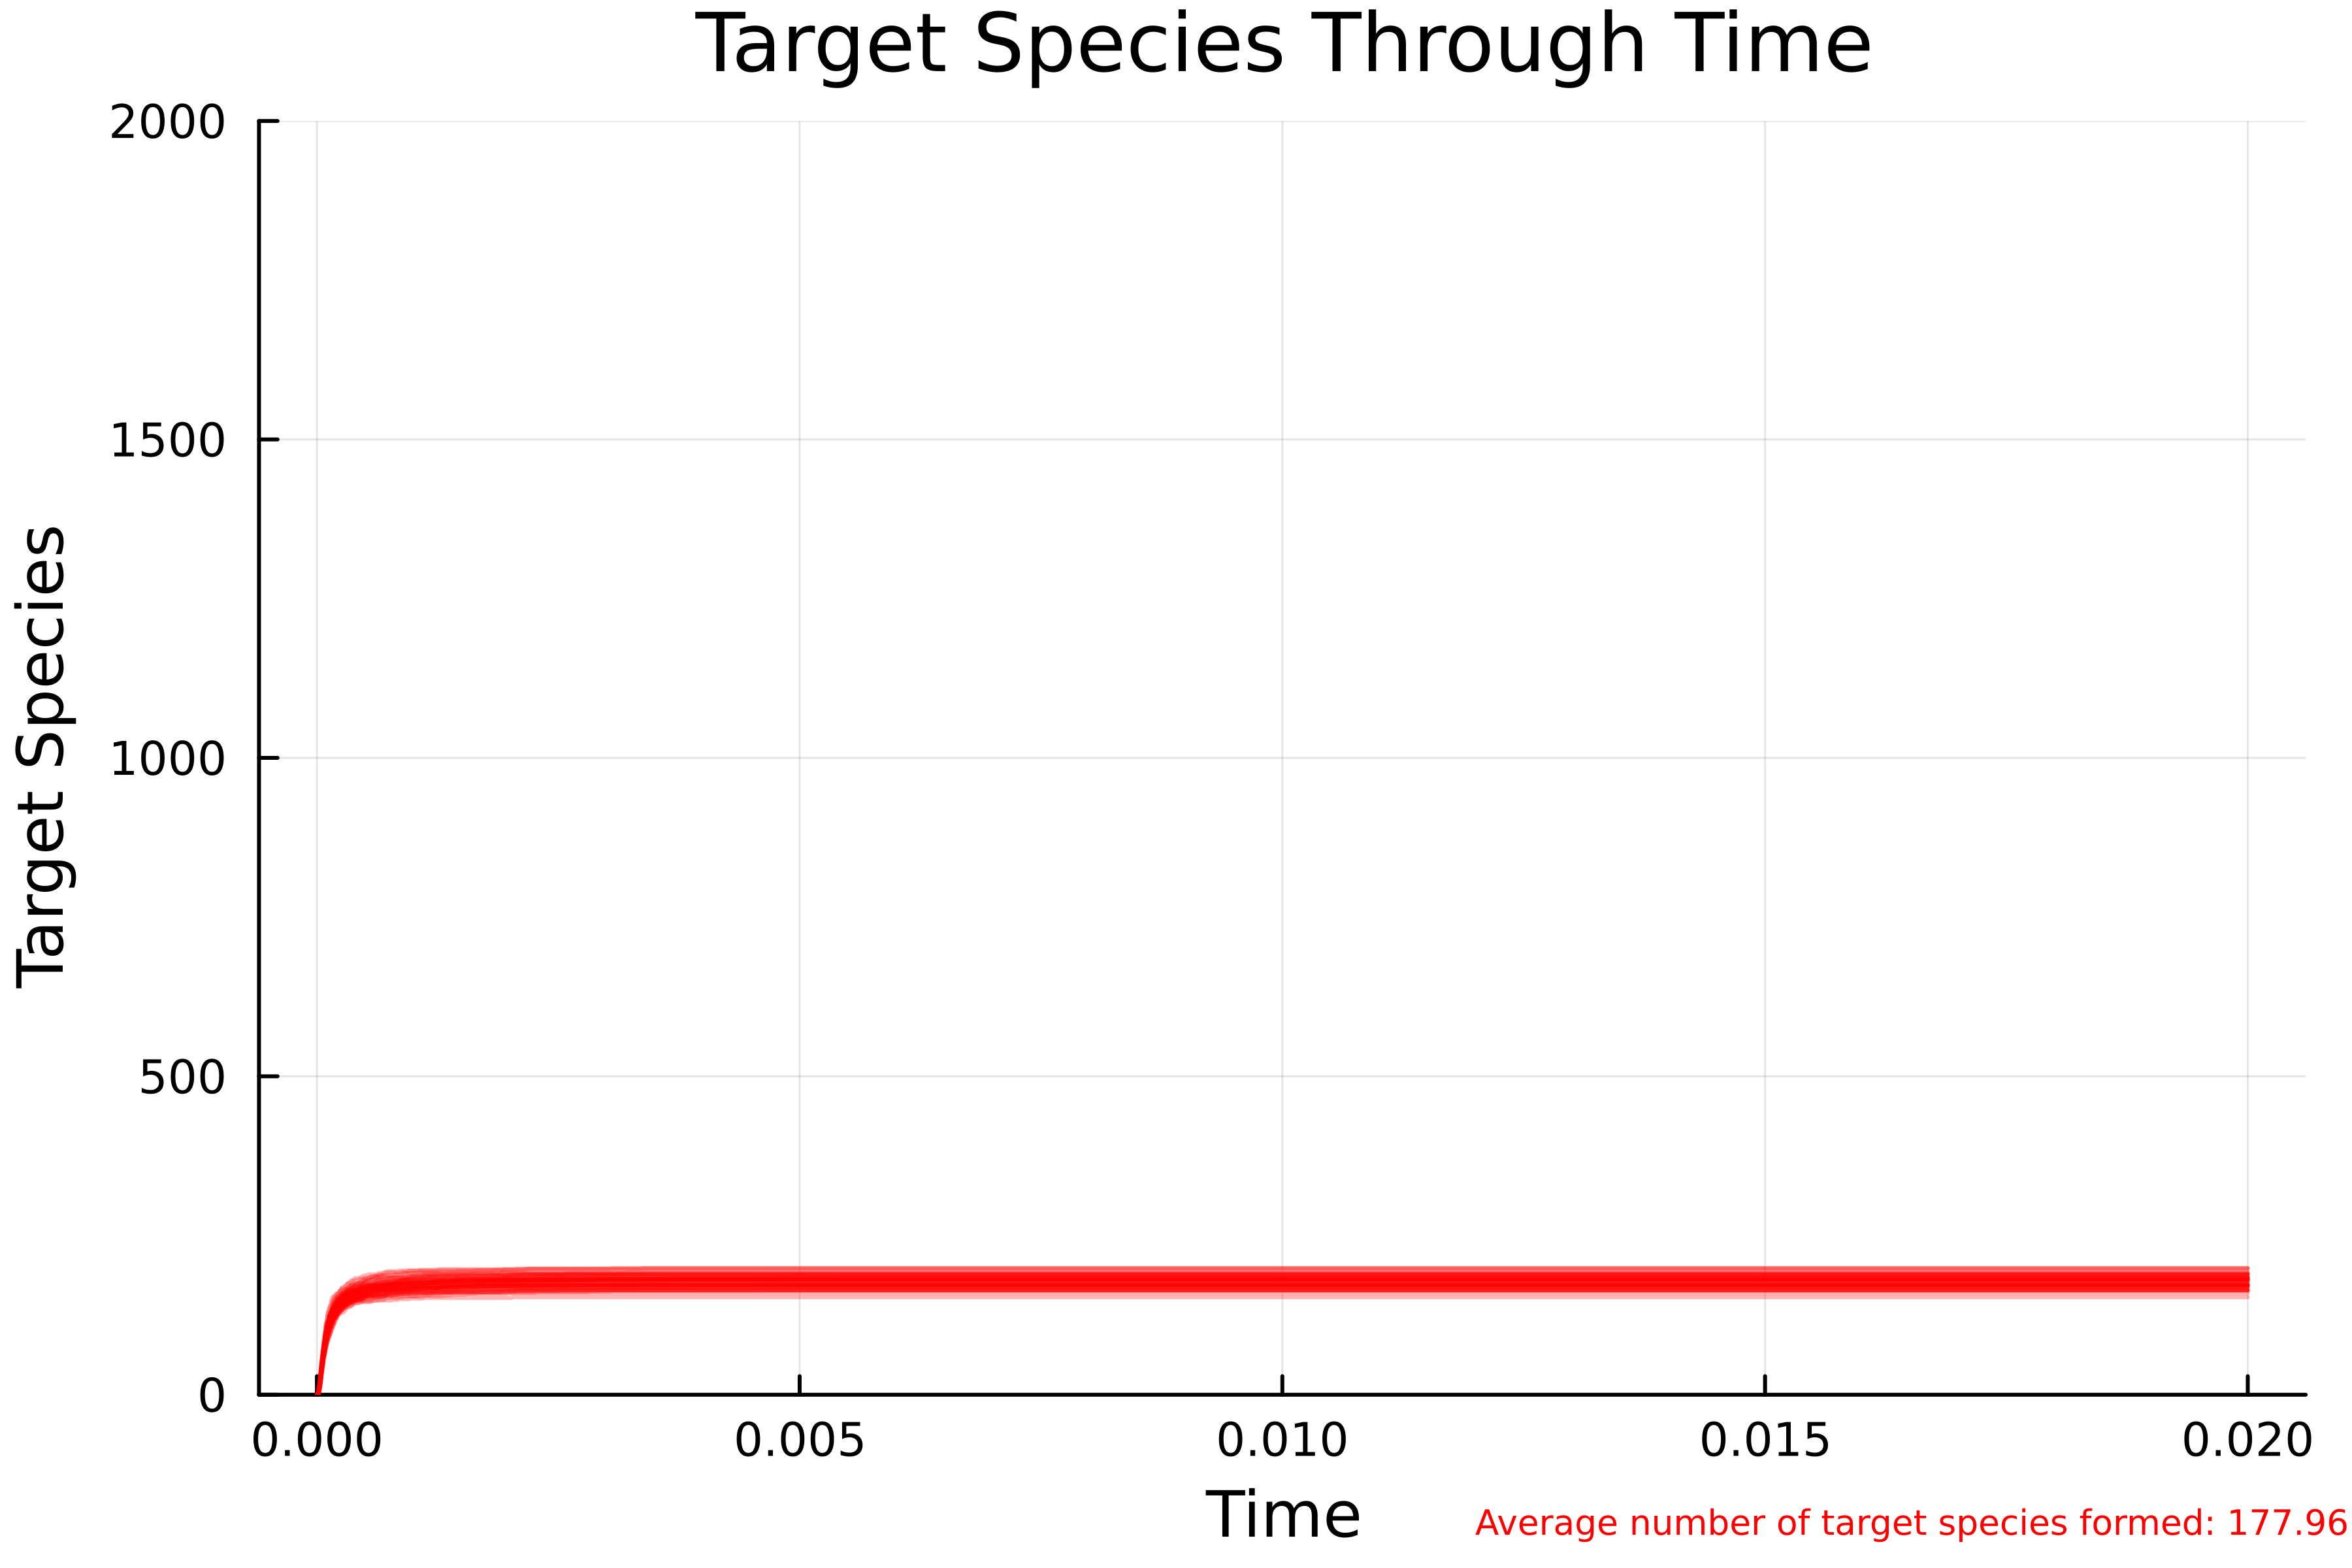 Target Species Through Time
2000
1500
1000
500
0
Target Species
0.000 0.005 0.010 0.015 0.020
Time
Average number of target species formed: 177.96